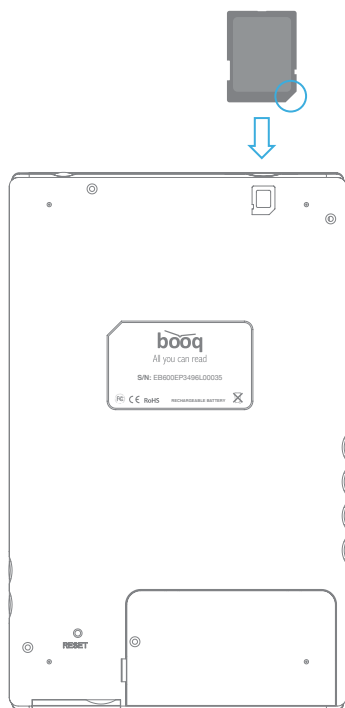 booq
All you can read
S/N: EB600EP3496L00035
FC CE RoHS RECHARGEABLE BATTERY
RESET